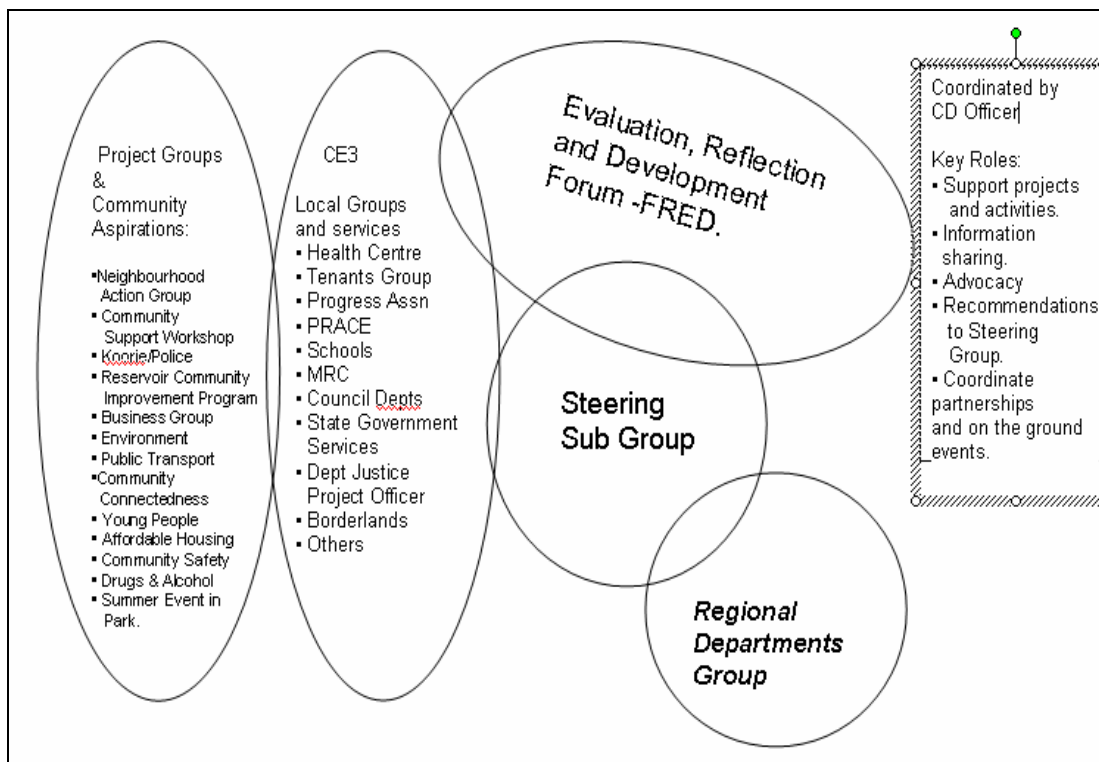 Project Groups
&
Community
Aspirations:
▪Neighbourhood
Action Group
▪ Community
Support Workshop
▪ Koorie/Police
▪ Reservoir Community
Improvement Program
▪ Business Group
▪ Environment
▪ Public Transport
▪Community
Connectedness
▪ Young People
▪ Affordable Housing
▪ Community Safety
▪ Drugs & Alcohol
▪ Summer Event in
Park.
CE3
Local Groups
and services
▪ Health Centre
▪ Tenants Group
▪ Progress Assn
▪ PRACE
▪ Schools
▪ MRC
▪ Council Depts
▪ State Government
Services
▪ Dept Justice
Project Officer
▪ Borderlands
▪ Others
Evaluation, Reflection
and Development
Forum -FRED.
Steering
Sub Group
Regional
Departments
Group
Coordinated by
CD Officer
Key Roles:
▪ Support projects
and activities.
▪ Information
sharing.
▪ Advocacy
▪ Recommendations
to Steering
Group.
▪ Coordinate
partnerships
and on the ground
_events.